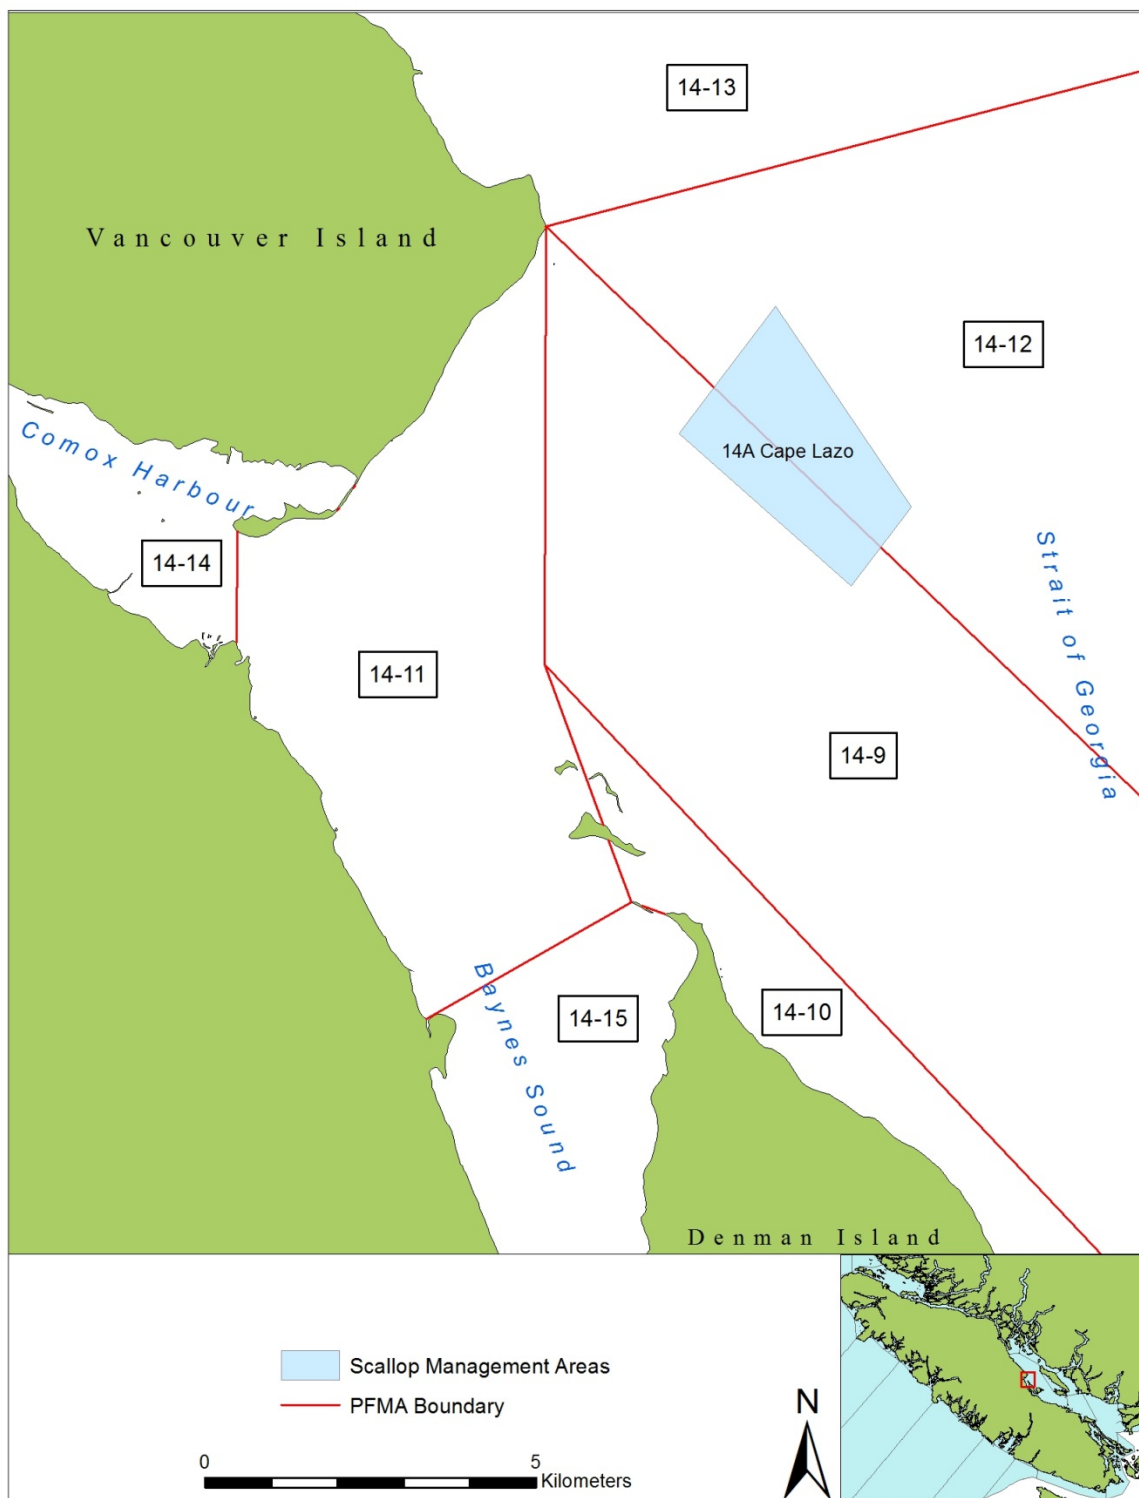 14-13
Vancouver Island
14-12
14A Cape Lazo
Comox Harbour
14-14
Strait of Georgia
14-11
14-9
Baynes Sound
14-15
14-10
Denman Island
Scallop Management Areas
PFMA Boundary
N
0 5
Kilometers